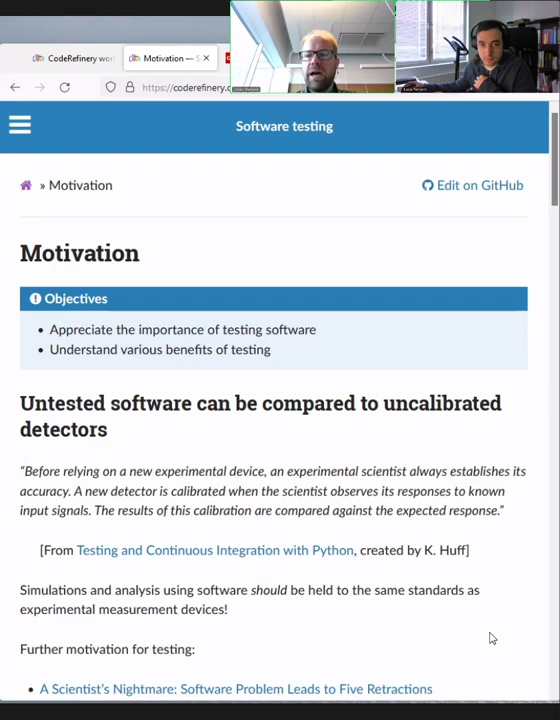 CodeRefinery wor
Motivation — S
https://coderefinery.g
Software testing
» Motivation
Edit on GitHub
Motivation
Objectives
• Appreciate the importance of testing software
• Understand various benefits of testing
Untested software can be compared to uncalibrated
detectors
“Before relying on a new experimental device, an experimental scientist always establishes its
accuracy. A new detector is calibrated when the scientist observes its responses to known
input signals. The results of this calibration are compared against the expected response.”
[From Testing and Continuous Integration with Python, created by K. Huff]
Simulations and analysis using software should be held to the same standards as
experimental measurement devices!
Further motivation for testing:
• A Scientist’s Nightmare: Software Problem Leads to Five Retractions